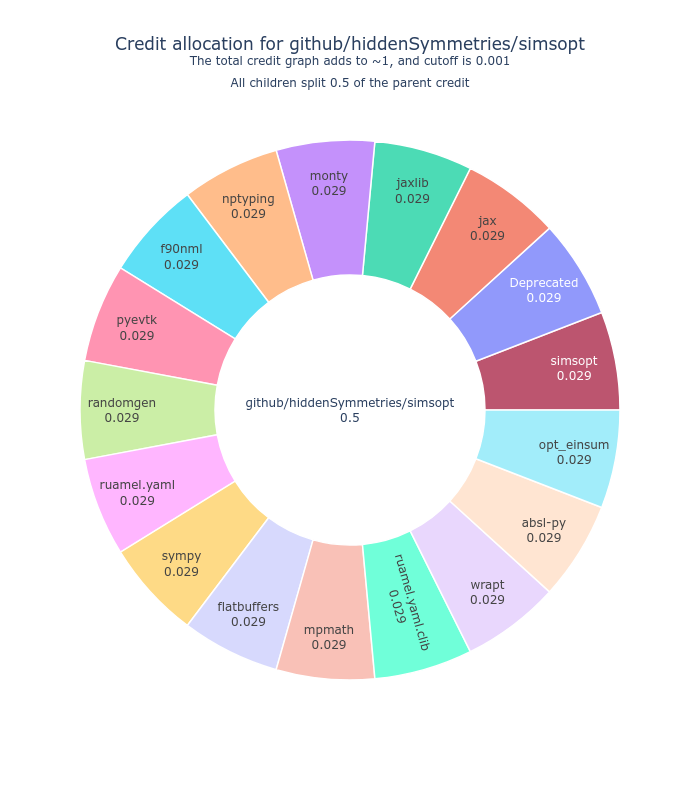 Credit allocation for github/hiddenSymmetries/simsopt
The total credit graph adds to ~1, and cutoff is 0.001
All children split 0.5 of the parent credit
monty
0.029
jaxlib
0.029
nptyping
0.029
jax
0.029
f90nml
0.029
Deprecated
0.029
pyevtk
0.029
simsopt
0.029
randomgen
0.029
github/hiddenSymmetries/simsopt
0.5
opt_einsum
0.029
ruamel.yaml
0.029
absl-py
0.029
sympy
0.029
wrapt
0.029
flatbuffers
0.029
ruamel.yaml.clib
0.029
mpmath
0.029